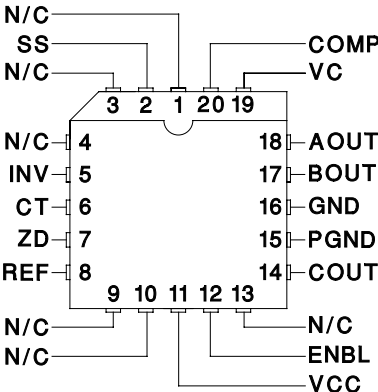 N/C
SS COMP
N/C VC
3 2 1 20 19
N/C 4 18 AOUT
INV 5 17 BOUT
CT 6 16 GND
ZD 7 15 PGND
REF 8 14 COUT
9 10 11 12 13
N/C N/C
N/C ENBL
VCC